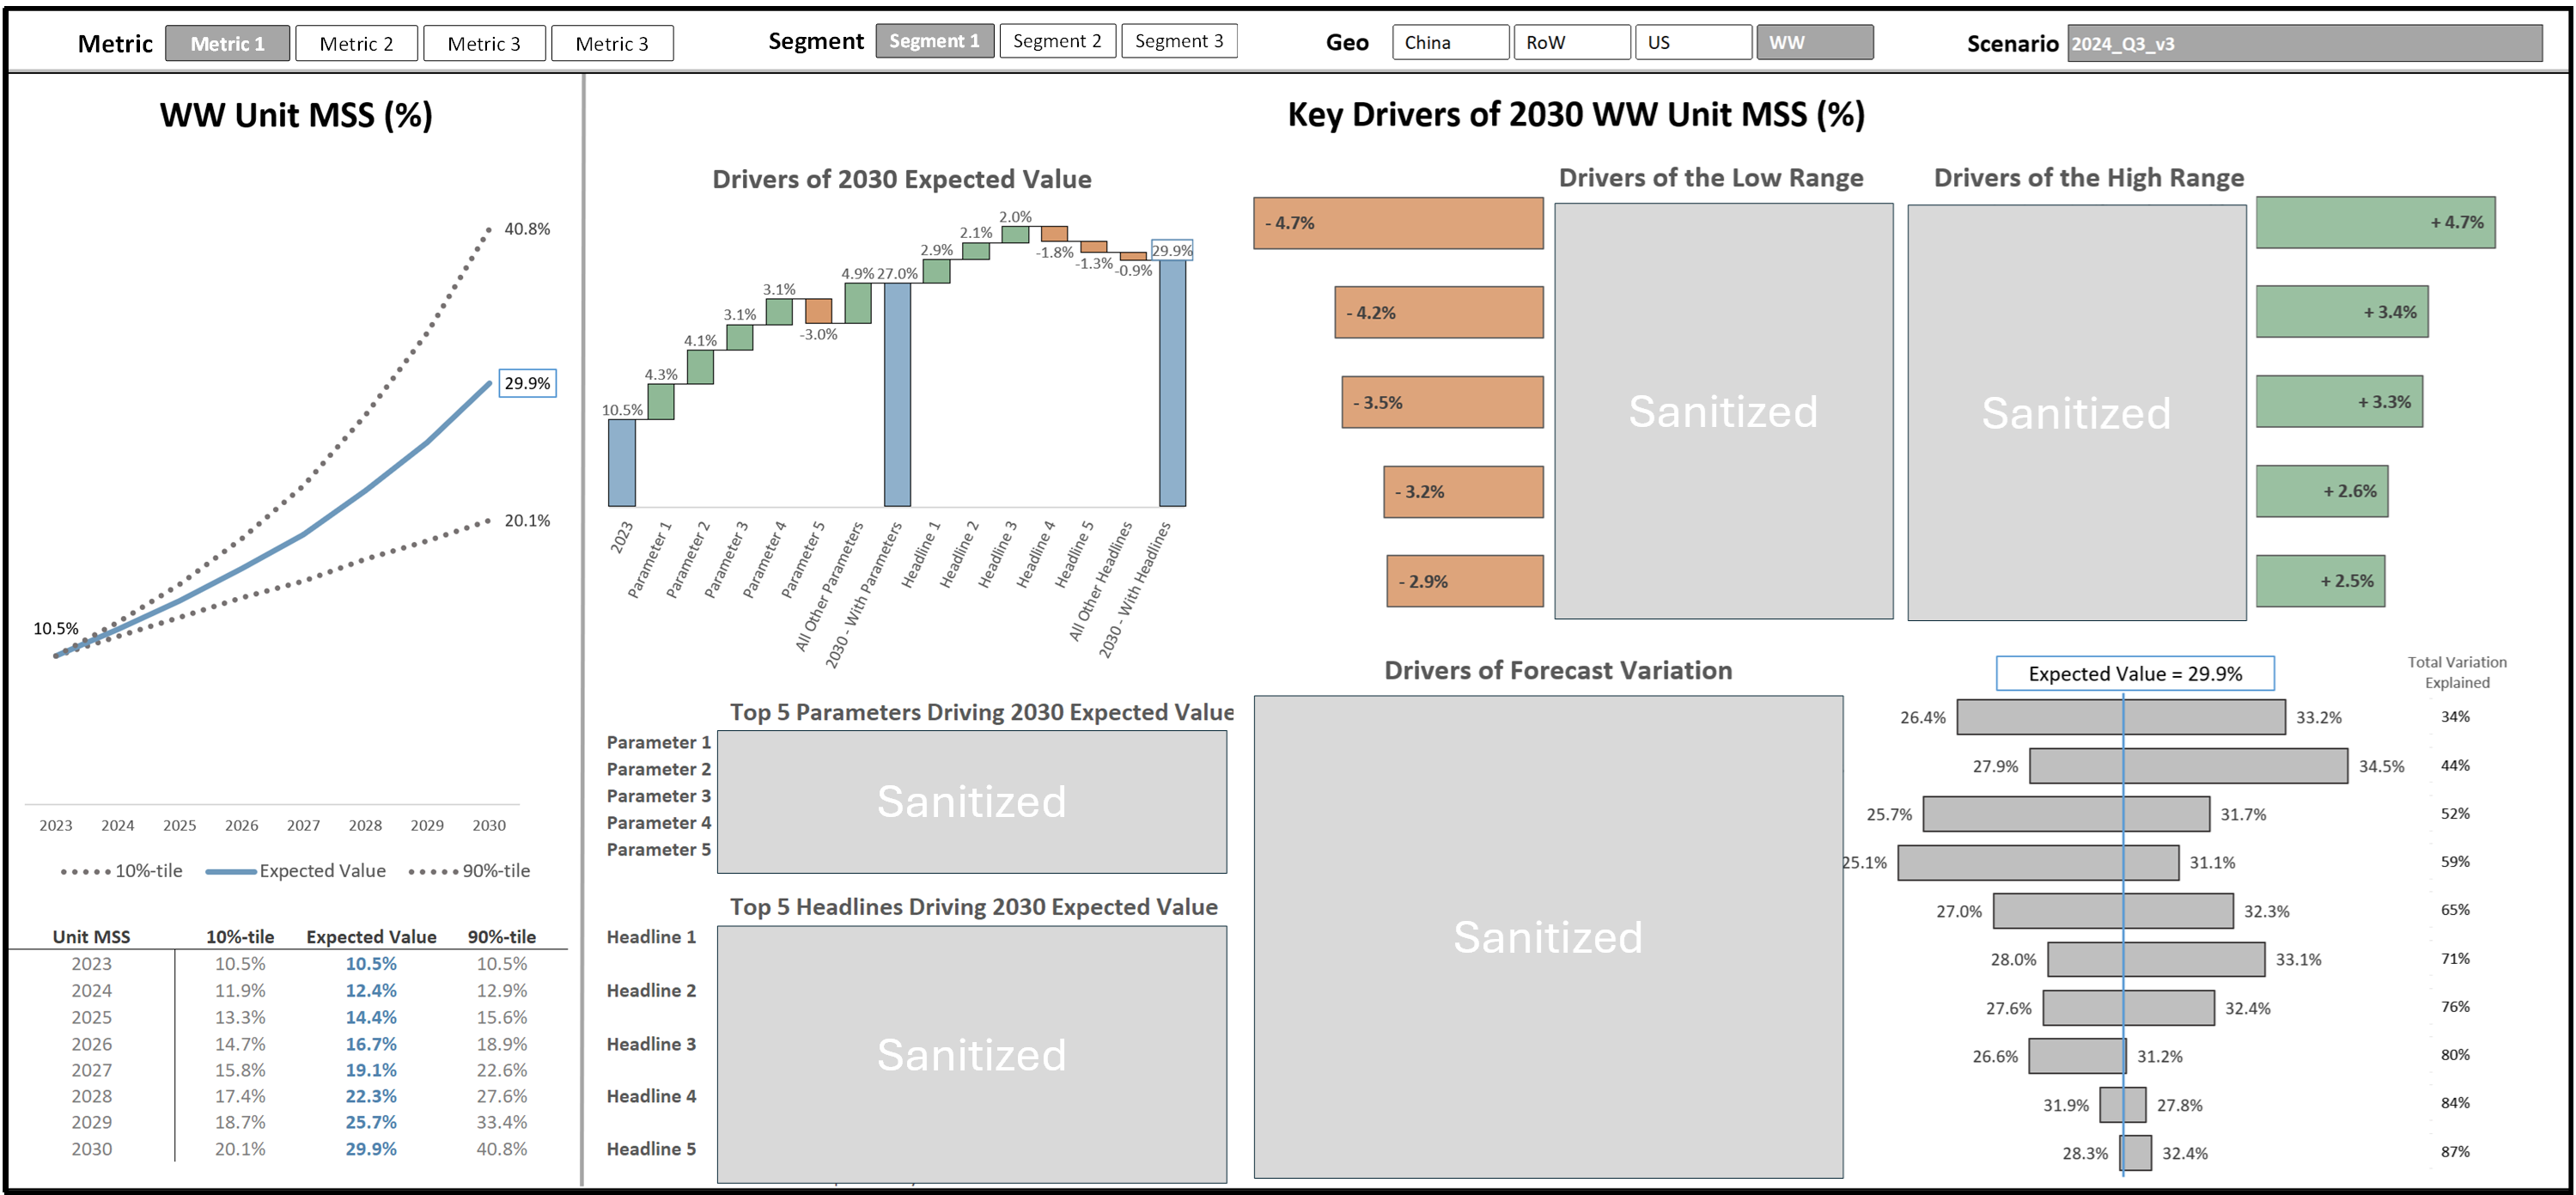 Metric Metric 1 Metric 2 Metric 3 Metric 3 Segment Segment 1 Segment 2 Segment 3 Geo China RoW US WW Scenario 2024_Q3_v3
WW Unit MSS (%)
40.8%
29.9%
20.1%
10.5%
2023 2024 2025 2026 2027 2028 2029 2030
10%-tile Expected Value 90%-tile
Unit MSS 10%-tile Expected Value 90%-tile
2023 10.5% 10.5% 10.5%
2024 11.9% 12.4% 12.9%
2025 13.3% 14.4% 15.6%
2026 14.7% 16.7% 18.9%
2027 15.8% 19.1% 22.6%
2028 17.4% 22.3% 27.6%
2029 18.7% 25.7% 33.4%
2030 20.1% 29.9% 40.8%
Key Drivers of 2030 WW Unit MSS (%)
Drivers of 2030 Expected Value
10.5% 4.3% 4.1% 3.1% 3.1% -3.0% 4.9% 27.0% 2.9% 2.1% 2.0% -1.8% -1.3% -0.9% 29.9%
2023
Parameter 1
Parameter 2
Parameter 3
Parameter 4
Parameter 5
All Other Parameters
2030 - With Parameters
Headline 1
Headline 2
Headline 3
Headline 4
Headline 5
All Other Headlines
2030 - With Headlines
Top 5 Parameters Driving 2030 Expected Value
Parameter 1
Parameter 2
Parameter 3
Parameter 4
Parameter 5
Sanitized
Top 5 Headlines Driving 2030 Expected Value
Headline 1
Headline 2
Headline 3
Headline 4
Headline 5
Sanitized
Drivers of the Low Range
- 4.7%
- 4.2%
- 3.5%
- 3.2%
- 2.9%
Sanitized
Drivers of the High Range
Sanitized
+ 4.7%
+ 3.4%
+ 3.3%
+ 2.6%
+ 2.5%
Drivers of Forecast Variation
Sanitized
Expected Value = 29.9%
Total Variation
Explained
26.4% 33.2% 34%
27.9% 34.5% 44%
25.7% 31.7% 52%
25.1% 31.1% 59%
27.0% 32.3% 65%
28.0% 33.1% 71%
27.6% 32.4% 76%
26.6% 31.2% 80%
31.9% 27.8% 84%
28.3% 32.4% 87%